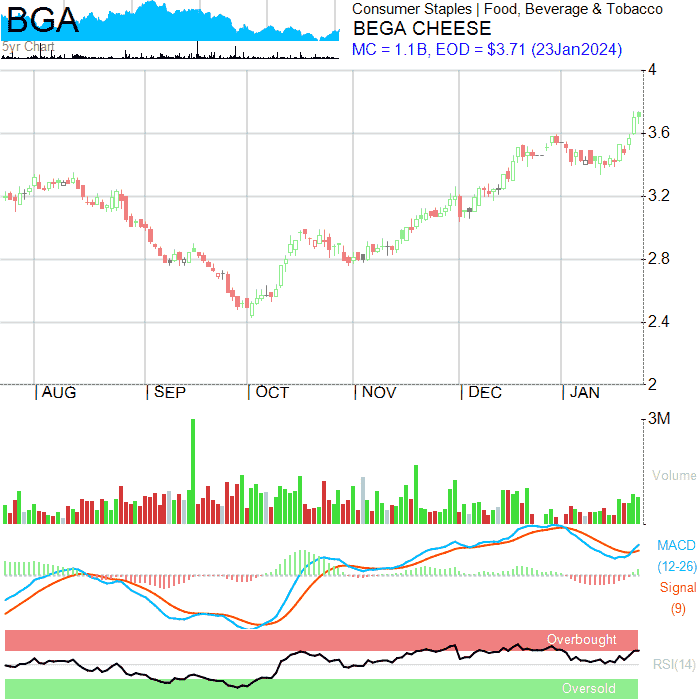 BGA
5yr Chart
Consumer Staples | Food, Beverage & Tobacco
BEGA CHEESE
MC = 1.1B, EOD = $3.71 (23Jan2024)
4
3.6
3.2
2.8
2.4
2
AUG SEP OCT NOV DEC JAN
3M
Volume
MACD
(12-26)
Signal
(9)
Overbought
RSI(14)
Oversold